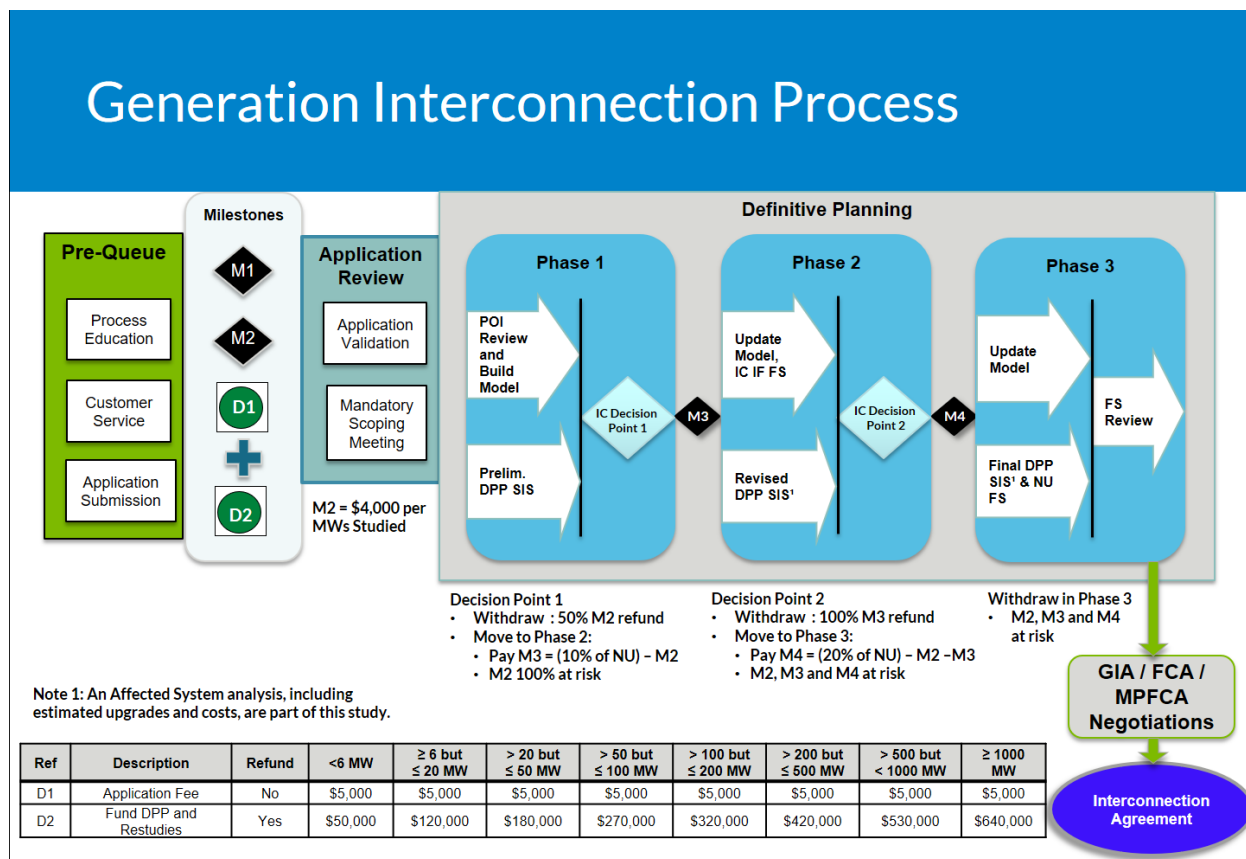 Generation Interconnection Process
Pre-Queue
Process
Education
Customer
Service
Application
Submission
Milestones
M1
M2
D1
D2
Application
Review
Application
Validation
Mandatory
Scoping
Meeting
M2 = $4,000 per
MWs Studied
Definitive Planning
Phase 1
POI
Review
and
Build
Model
Prelim.
DPP SIS
IC Decision
Point 1
M3
Phase 2
Update
Model,
IC IF FS
Revised
DPP SIS¹
IC Decision
Point 2
M4
Phase 3
Update
Model
Final DPP
SIS¹ & NU
FS
FS
Review
Decision Point 1
• Withdraw : 50% M2 refund
• Move to Phase 2:
• Pay M3 = (10% of NU) – M2
• M2 100% at risk
Decision Point 2
• Withdraw : 100% M3 refund
• Move to Phase 3:
• Pay M4 = (20% of NU) – M2 –M3
• M2, M3 and M4 at risk
Withdraw in Phase 3
• M2, M3 and M4
at risk
GIA / FCA /
MPFCA
Negotiations
Interconnection
Agreement
Note 1: An Affected System analysis, including
estimated upgrades and costs, are part of this study.
Ref Description Refund <6 MW ≥ 6 but ≤ 20 MW > 20 but ≤ 50 MW > 50 but ≤ 100 MW > 100 but ≤ 200 MW > 200 but ≤ 500 MW > 500 but < 1000 MW ≥ 1000 MW
D1 Application Fee No $5,000 $5,000 $5,000 $5,000 $5,000 $5,000 $5,000 $5,000
D2 Fund DPP and Restudies Yes $50,000 $120,000 $180,000 $270,000 $320,000 $420,000 $530,000 $640,000